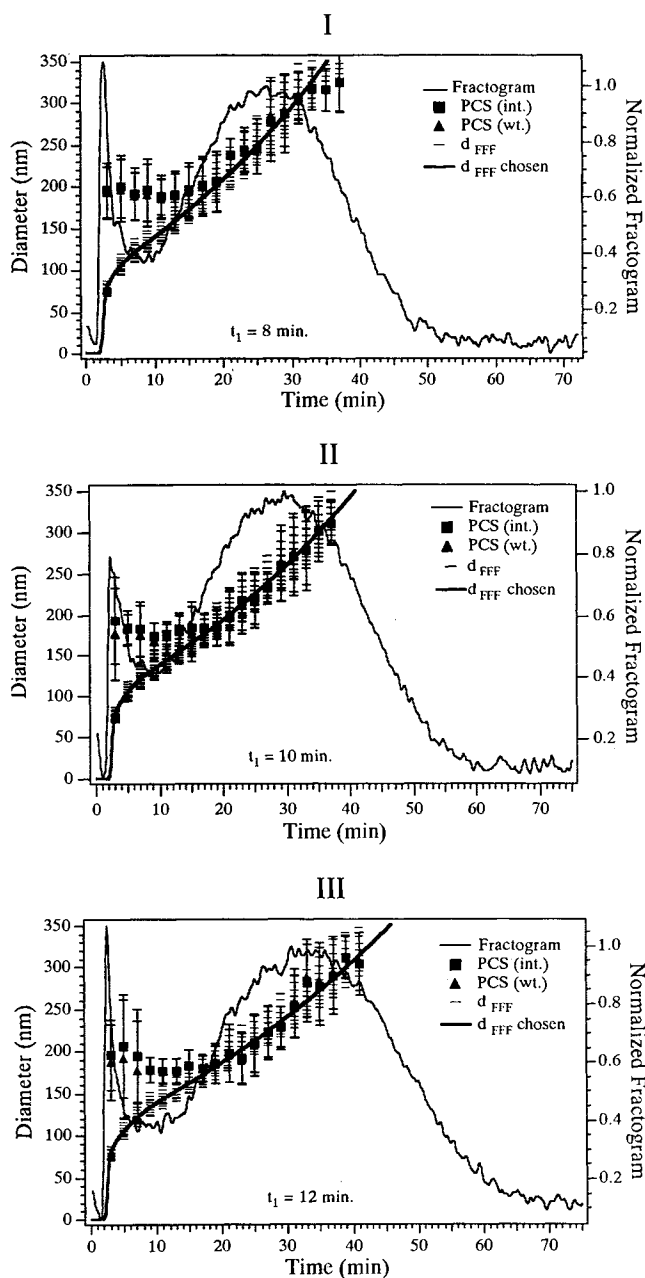 I
350
300
250
200
150
100
50
0
Diameter (nm)
Fractogram
PCS (int.)
PCS (wt.)
d FFF
d FFF chosen
1.0
0.8
0.6
0.4
0.2
Normalized Fractogram
t1 = 8 min.
0 10 20 30 40 50 60 70
Time (min)
II
350
300
250
200
150
100
50
0
Diameter (nm)
Fractogram
PCS (int.)
PCS (wt.)
d FFF
d FFF chosen
1.0
0.8
0.6
0.4
0.2
Normalized Fractogram
t1 = 10 min.
0 10 20 30 40 50 60 70
Time (min)
III
350
300
250
200
150
100
50
0
Diameter (nm)
Fractogram
PCS (int.)
PCS (wt.)
d FFF
d FFF chosen
1.0
0.8
0.6
0.4
0.2
Normalized Fractogram
t1 = 12 min.
0 10 20 30 40 50 60 70
Time (min)